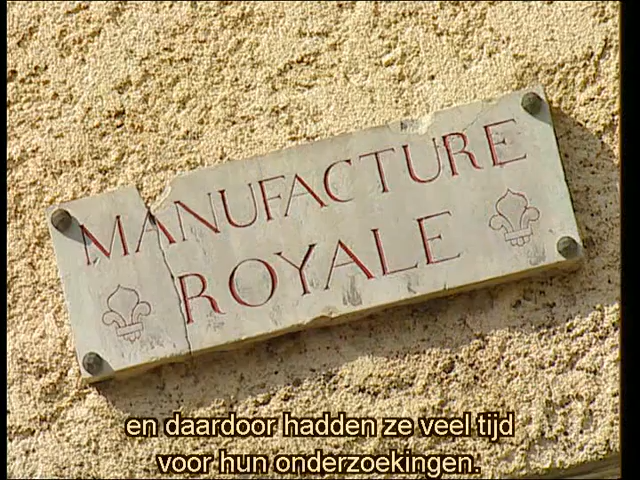 MANUFACTURE
ROYALE
en daardoor hadden ze veel tijd
voor hun onderzoekingen.